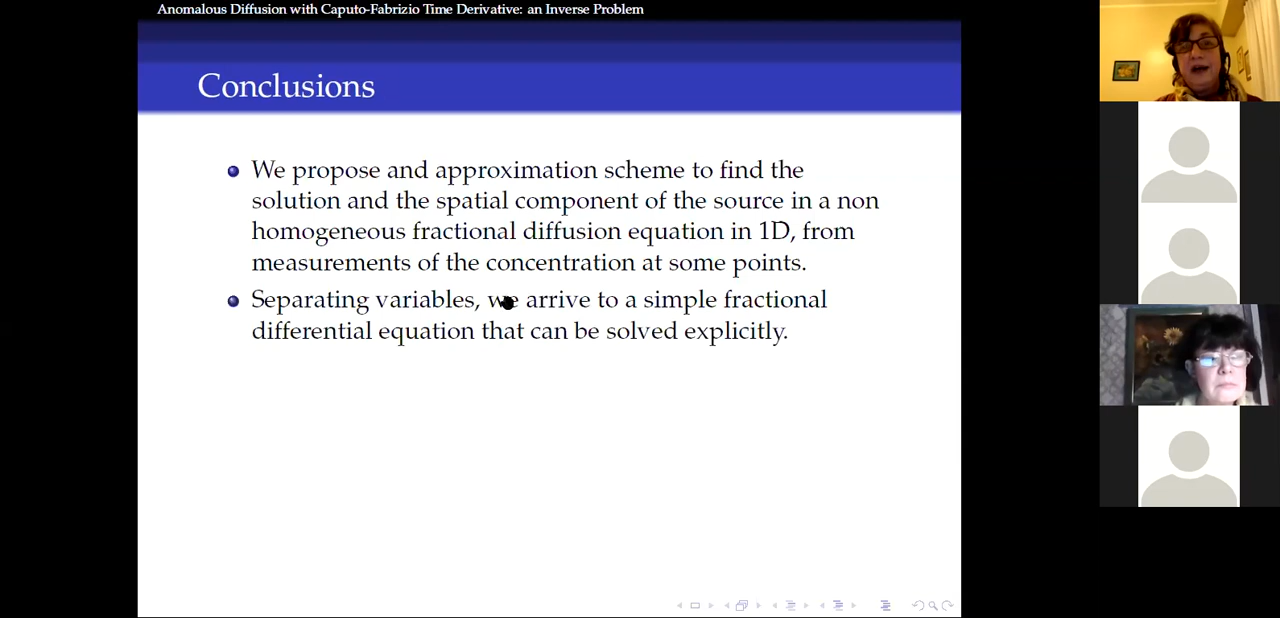 Anomalous Diffusion with Caputo-Fabrizio Time Derivative: an Inverse Problem
Conclusions
We propose and approximation scheme to find the
solution and the spatial component of the source in a non
homogeneous fractional diffusion equation in 1D, from
measurements of the concentration at some points.
Separating variables, we arrive to a simple fractional
differential equation that can be solved explicitly.